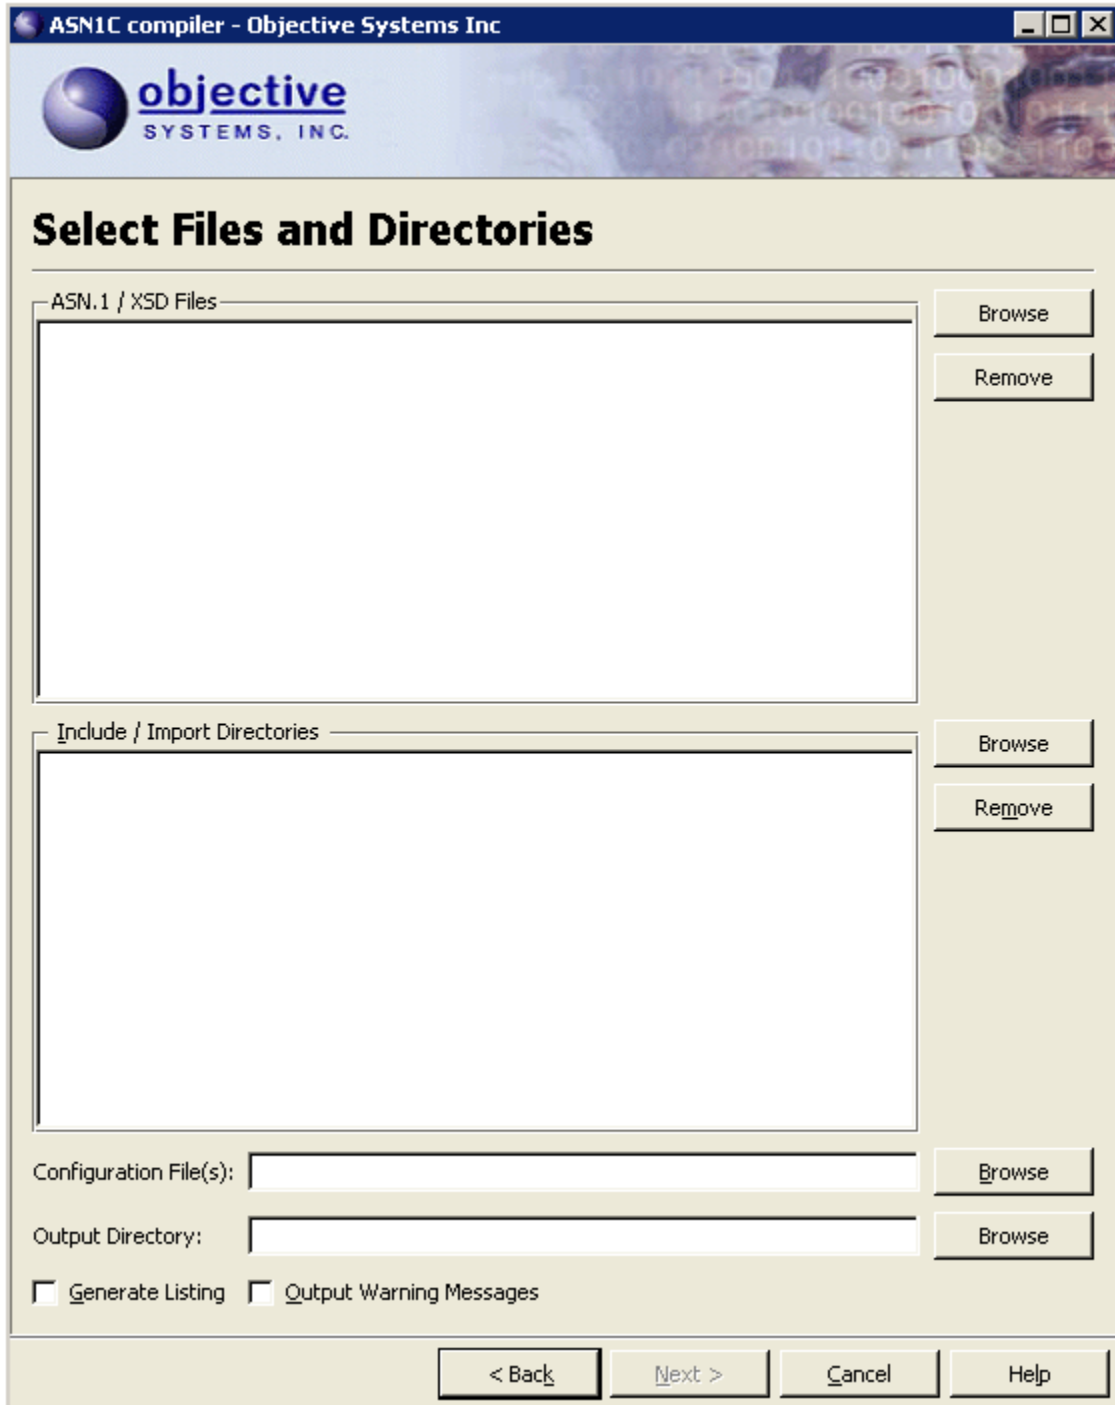 ASN1C compiler - Objective Systems Inc
objective
SYSTEMS, INC.
Select Files and Directories
ASN.1 / XSD Files
Browse
Remove
Include / Import Directories
Browse
Remove
Configuration File(s):
Browse
Output Directory:
Browse
Generate Listing Output Warning Messages
< Back Next > Cancel Help